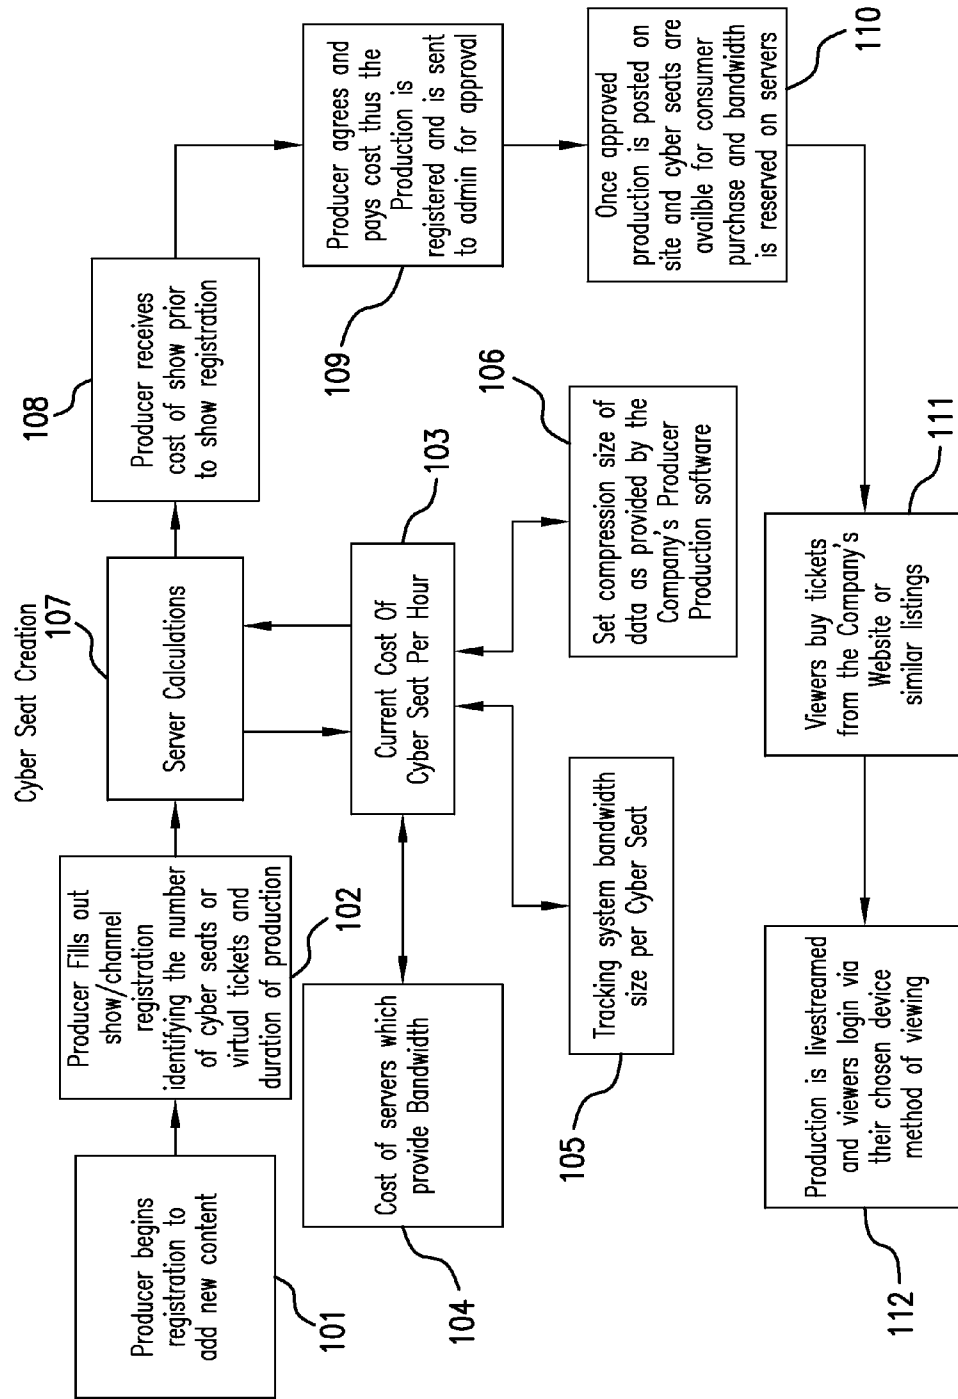 Cyber Seat Creation
101
Producer begins
registration to
add new content
Producer Fills out
show/channel
registration
identifying the number
of cyber seats or
virtual tickets and
duration of production
102
107
Server Calculations
108
Producer receives
cost of show prior
to show registration
Producer agrees and
pays cost thus the
Production is
registered and is sent
to admin for approval
109
Once approved
production is posted on
site and cyber seats are
availble for consumer
purchase and bandwidth
is reserved on servers
110
103
Current Cost Of
Cyber Seat Per Hour
Cost of servers which
provide Bandwidth
104
Tracking system bandwidth
size per Cyber Seat
105
106
Set compression size of
data as provided by the
Company's Producer
Production software
111
Viewers buy tickets
from the Company's
Website or
similar listings
Production is livestreamed
and viewers login via
their chosen device
method of viewing
112